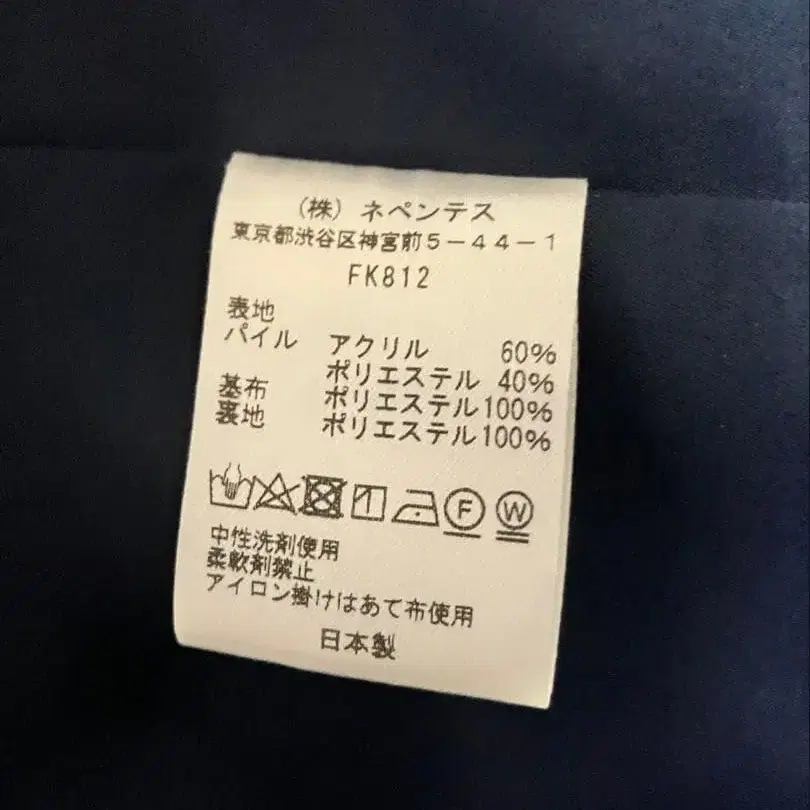 (株) ネペンテス
東京都渋谷区神宮前5-44-1
FK812
表地
パイル アクリル 60%
ポリエステル 40%
基布 ポリエステル100%
裏地 ポリエステル100%
F W
中性洗剤使用
柔軟剤禁止
アイロン掛けはあて布使用
日本製